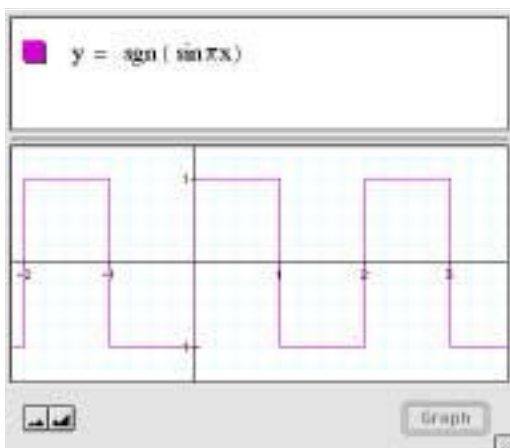 y = sgn ( sin πx)
1
-2 -1 1 2 3
-1
Graph